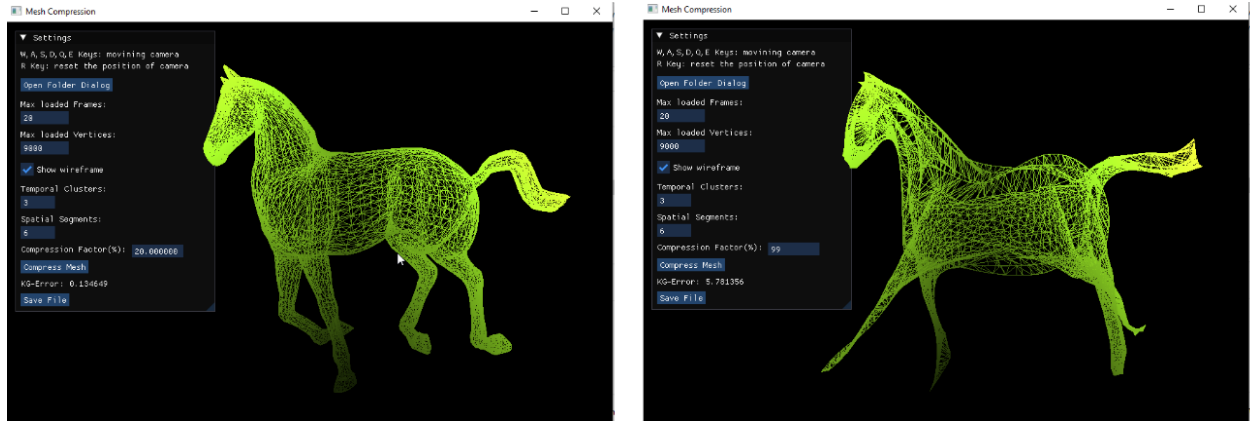 Mesh Compression
▼ Settings
W,A,S,D,Q,E Keys: movining camera
R Key: reset the position of camera
Open Folder Dialog
Max loaded Frames:
20
Max loaded Vertices:
9000
Show wireframe
Temporal Clusters:
3
Spatial Segments:
6
Compression Factor(%): 20.000000
Compress Mesh
KG-Error: 0.134649
Save File
Mesh Compression
▼ Settings
W,A,S,D,Q,E Keys: movining camera
R Key: reset the position of camera
Open Folder Dialog
Max loaded Frames:
20
Max loaded Vertices:
9000
Show wireframe
Temporal Clusters:
3
Spatial Segments:
6
Compression Factor(%): 99
Compress Mesh
KG-Error: 5.781356
Save File